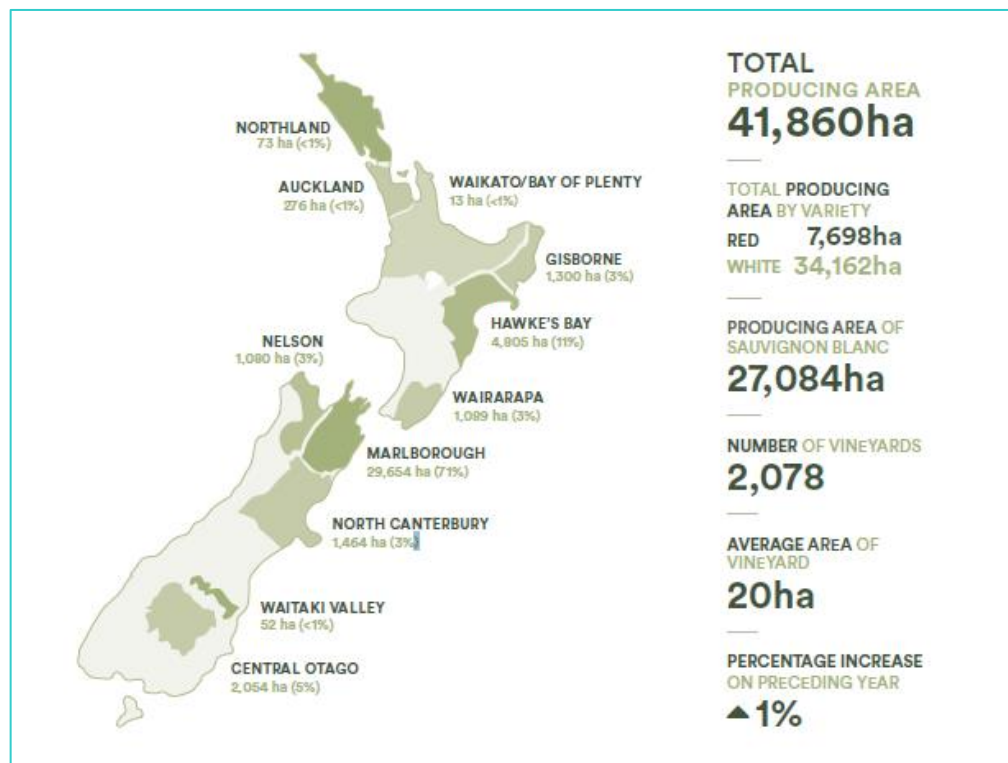 NORTHLAND
73 ha (<1%)
AUCKLAND
276 ha (<1%)
WAIKATO/BAY OF PLENTY
13 ha (<1%)
GISBORNE
1,300 ha (3%)
HAWKE'S BAY
4,805 ha (11%)
NELSON
1,080 ha (3%)
WAIRARAPA
1,089 ha (3%)
MARLBOROUGH
29,654 ha (71%)
NORTH CANTERBURY
1,464 ha (3%)
WAITAKI VALLEY
52 ha (<1%)
CENTRAL OTAGO
2,054 ha (5%)
TOTAL
PRODUCING AREA
41,860ha
TOTAL PRODUCING
AREA BY VARIETY
RED 7,698ha
WHITE 34,162ha
PRODUCING AREA OF
SAUVIGNON BLANC
27,084ha
NUMBER OF VINEYARDS
2,078
AVERAGE AREA OF
VINEYARD
20ha
PERCENTAGE INCREASE
ON PRECEDING YEAR
▲1%